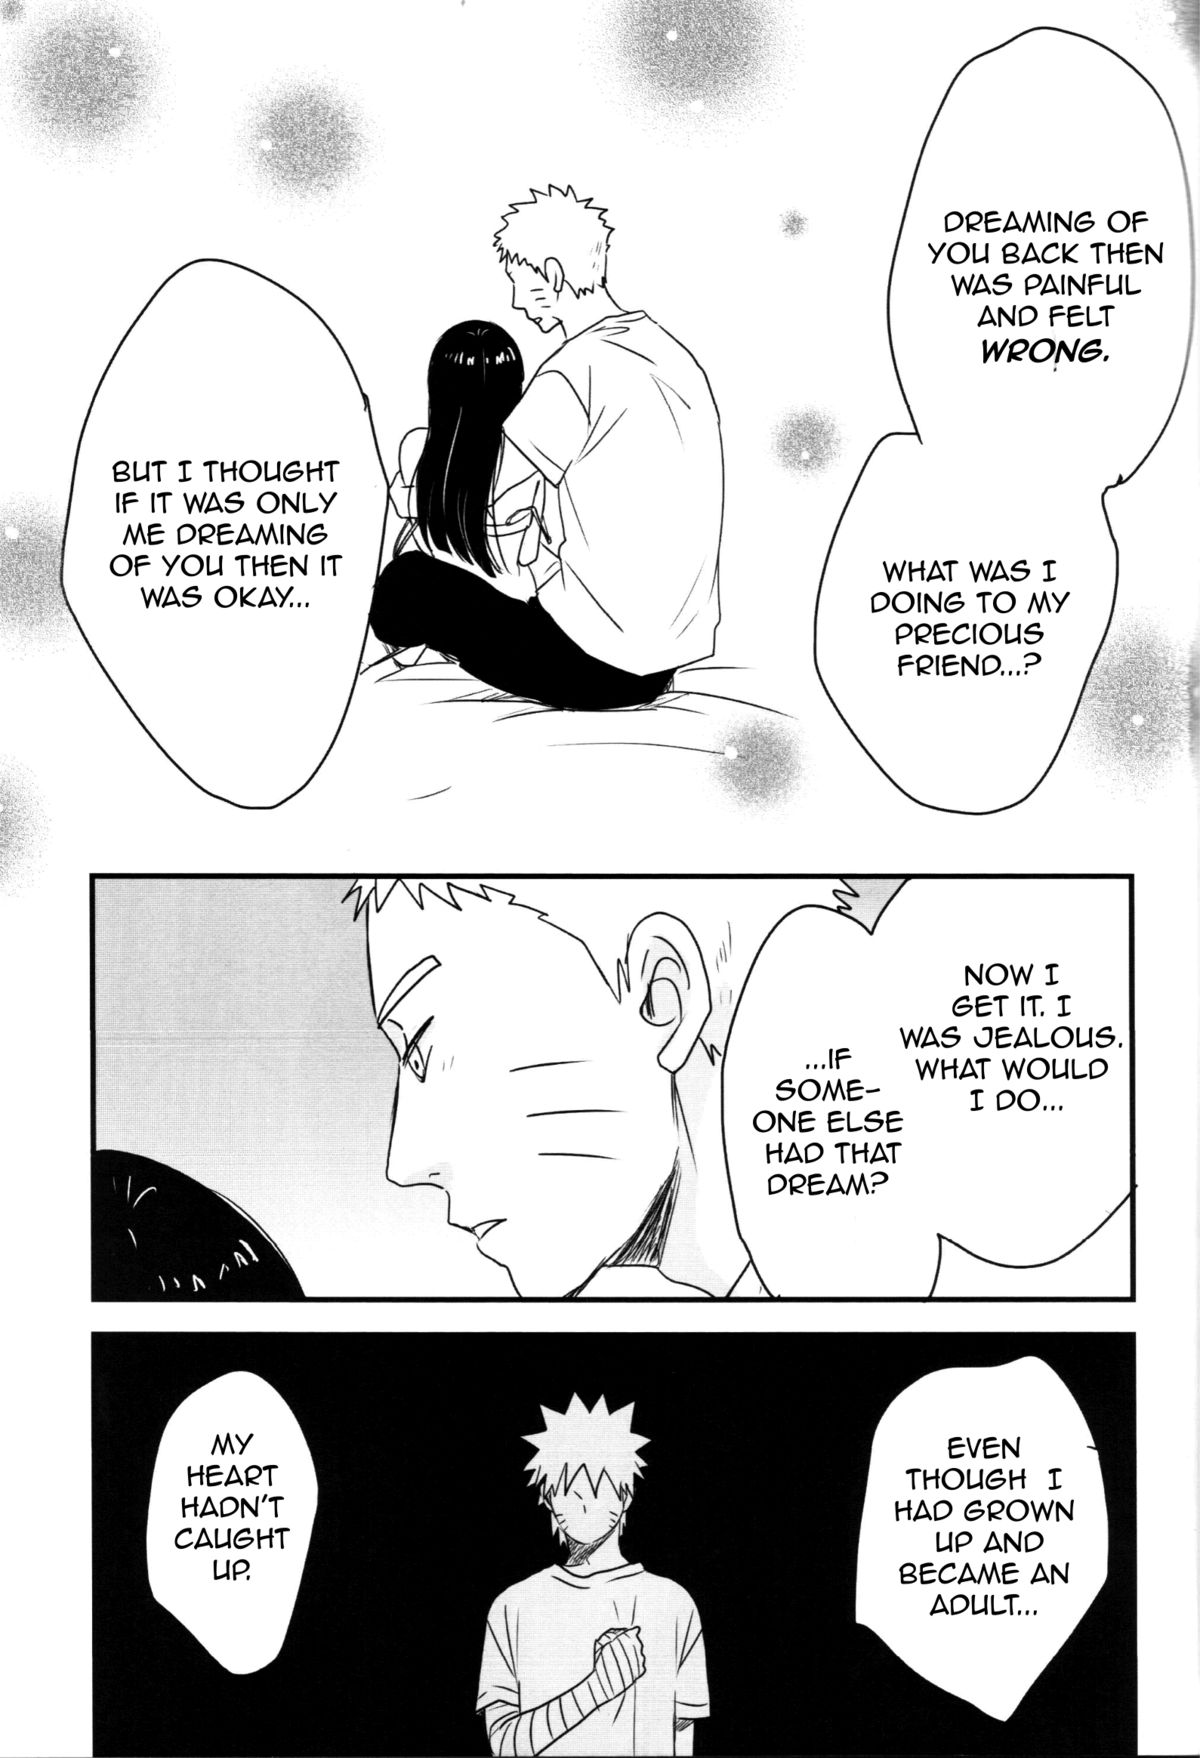 DREAMING OF
YOU BACK THEN
WAS PAINFUL
AND FELT
WRONG.
WHAT WAS I
DOING TO MY
PRECIOUS
FRIEND...?
BUT I THOUGHT
IF IT WAS ONLY
ME DREAMING
OF YOU THEN IT
WAS OKAY...
NOW I
GET IT. I
WAS JEALOUS.
WHAT WOULD
I DO...
...IF
SOME-
ONE ELSE
HAD THAT
DREAM?
EVEN
THOUGH I
HAD GROWN
UP AND
BECAME AN
ADULT...
MY
HEART
HADN'T
CAUGHT
UP.